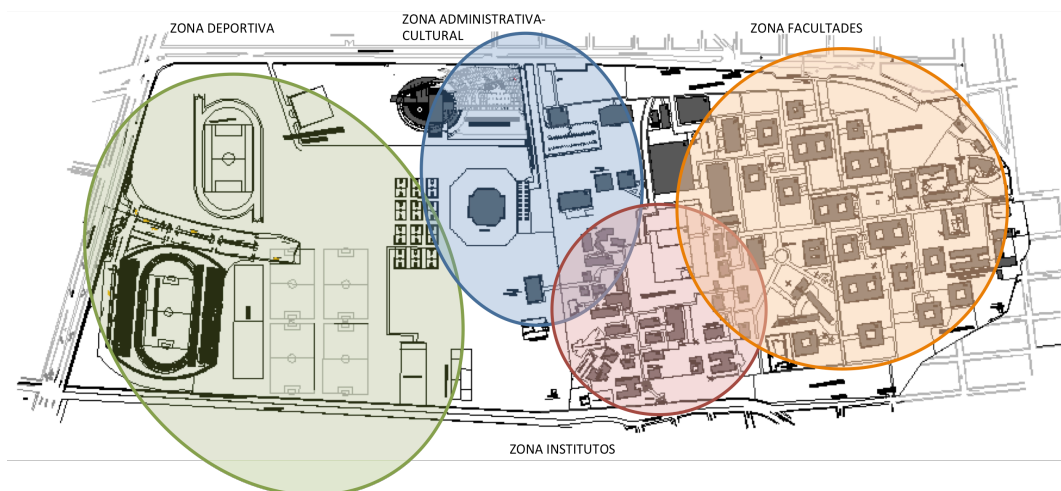 ZONA DEPORTIVA
ZONA ADMINISTRATIVA-
CULTURAL
ZONA FACULTADES
ZONA INSTITUTOS